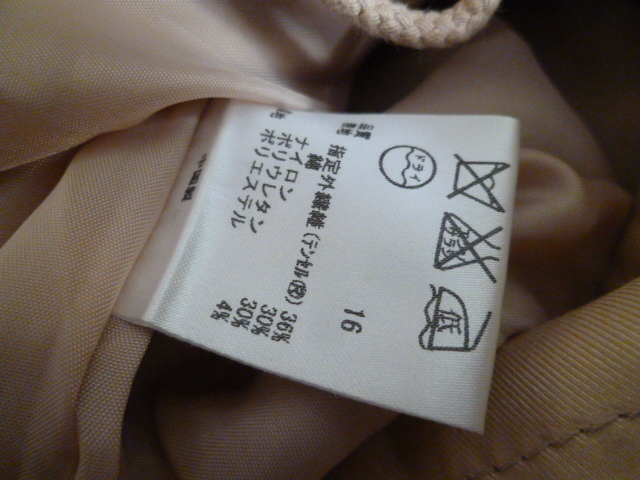 ドライ
低
16
指定外繊維 (テンセル(R)) 36%
綿 30%
ナイロン 30%
ポリウレタン 4%
ポリエステル